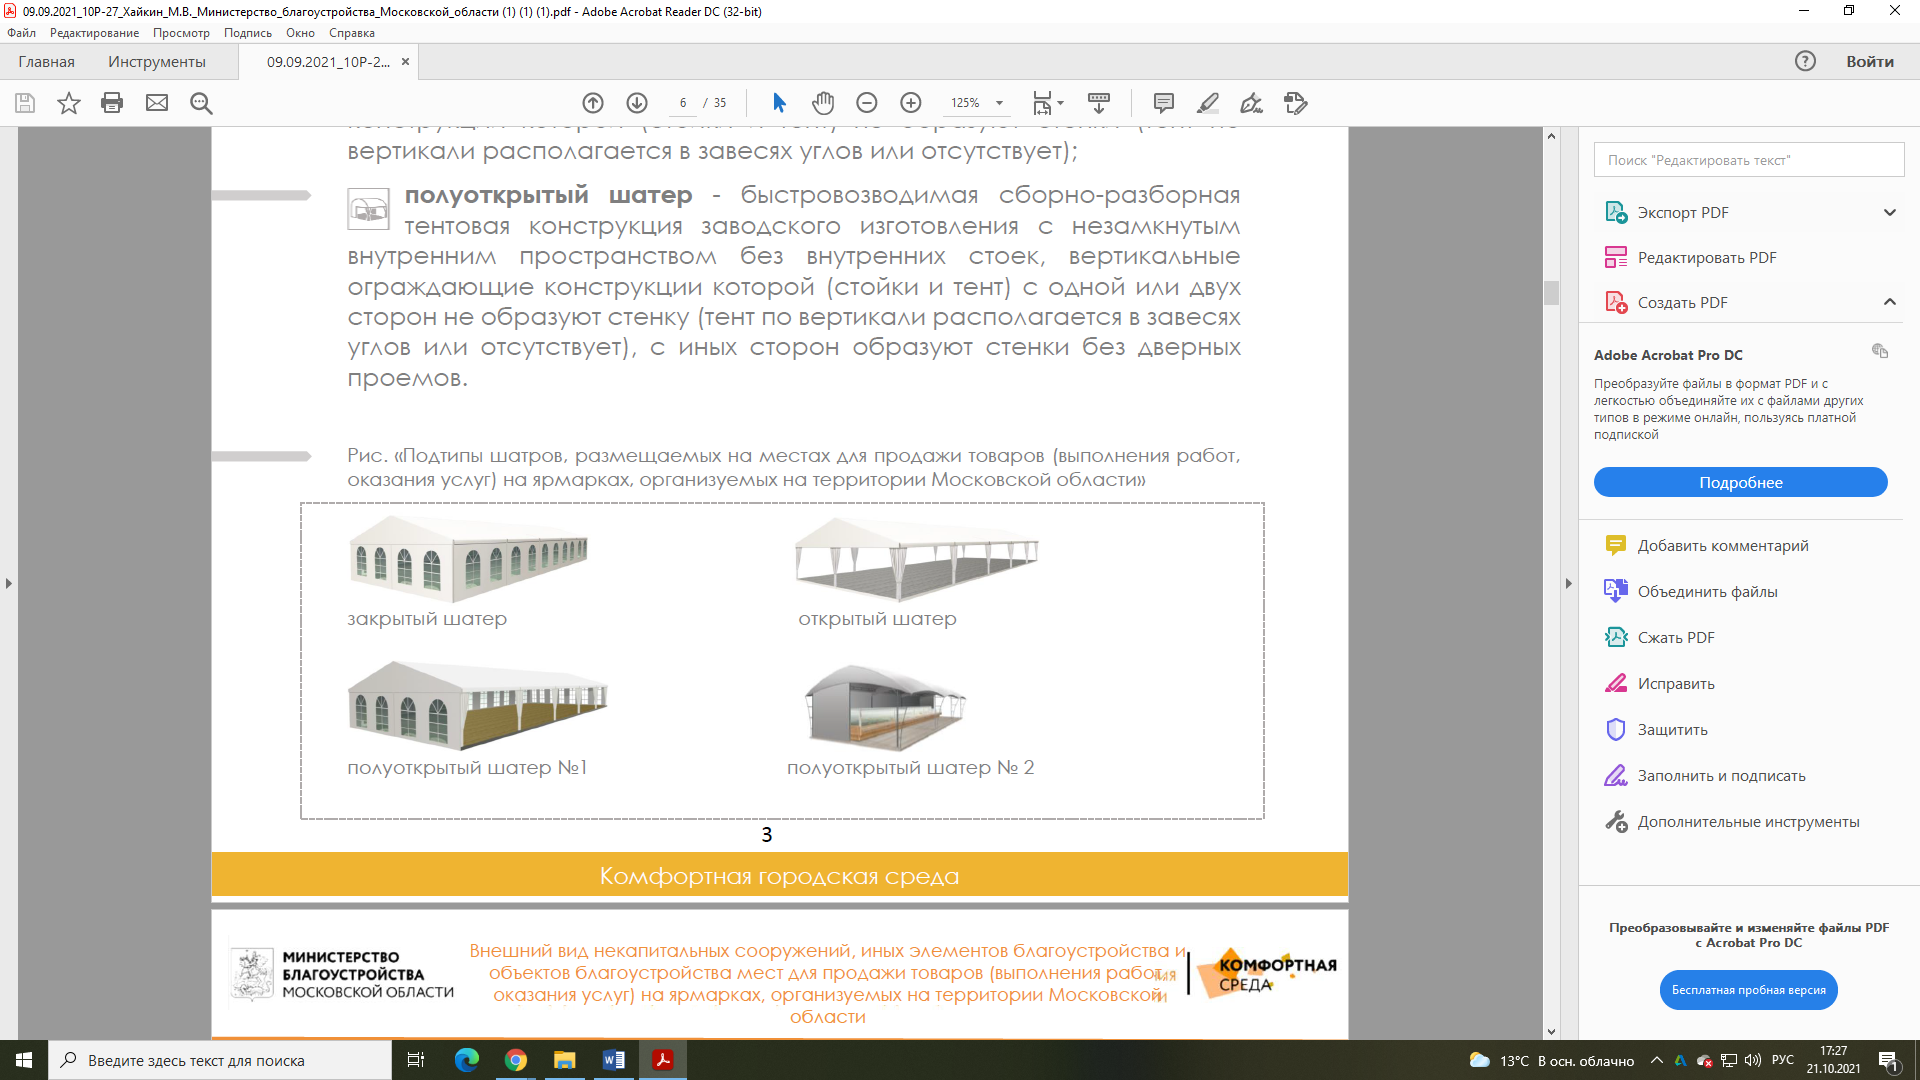 09.09.2021_10Р-27_Хайкин_М.В._Министерство_благоустройства_Московской_области (1) (1) (1).pdf - Adobe Acrobat Reader DC (32-bit)
Файл Редактирование Просмотр Подпись Окно Справка
Главная Инструменты 09.09.2021_10Р-2... Войти
6 / 35 125%
вертикали располагается в завесях углов или отсутствует);
полуоткрытый шатер - быстровозводимая сборно-разборная
тентовая конструкция заводского изготовления с незамкнутым
внутренним пространством без внутренних стоек, вертикальные
ограждающие конструкции которой (стойки и тент) с одной или двух
сторон не образуют стенку (тент по вертикали располагается в завесях
углов или отсутствует), с иных сторон образуют стенки без дверных
проемов.
Рис. «Подтипы шатров, размещаемых на местах для продажи товаров (выполнения работ,
оказания услуг) на ярмарках, организуемых на территории Московской области»
закрытый шатер
открытый шатер
полуоткрытый шатер №1
полуоткрытый шатер № 2
3
Комфортная городская среда
МИНИСТЕРСТВО
БЛАГОУСТРОЙСТВА
МОСКОВСКОЙ ОБЛАСТИ
Внешний вид некапитальных сооружений, иных элементов благоустройства и
объектов благоустройства мест для продажи товаров (выполнения работ,
оказания услуг) на ярмарках, организуемых на территории Московской
области
КОМФОРТНАЯ
СРЕДА
Поиск "Редактировать текст"
Экспорт PDF
Редактировать PDF
Создать PDF
Adobe Acrobat Pro DC
Преобразуйте файлы в формат PDF и с
легкостью объединяйте их с файлами других
типов в режиме онлайн, пользуясь платной
подпиской
Подробнее
Добавить комментарий
Объединить файлы
Сжать PDF
Исправить
Защитить
Заполнить и подписать
Дополнительные инструменты
Преобразовывайте и изменяйте файлы PDF
с Acrobat Pro DC
Бесплатная пробная версия
Введите здесь текст для поиска
13°C В осн. облачно
РУС
17:27
21.10.2021
1